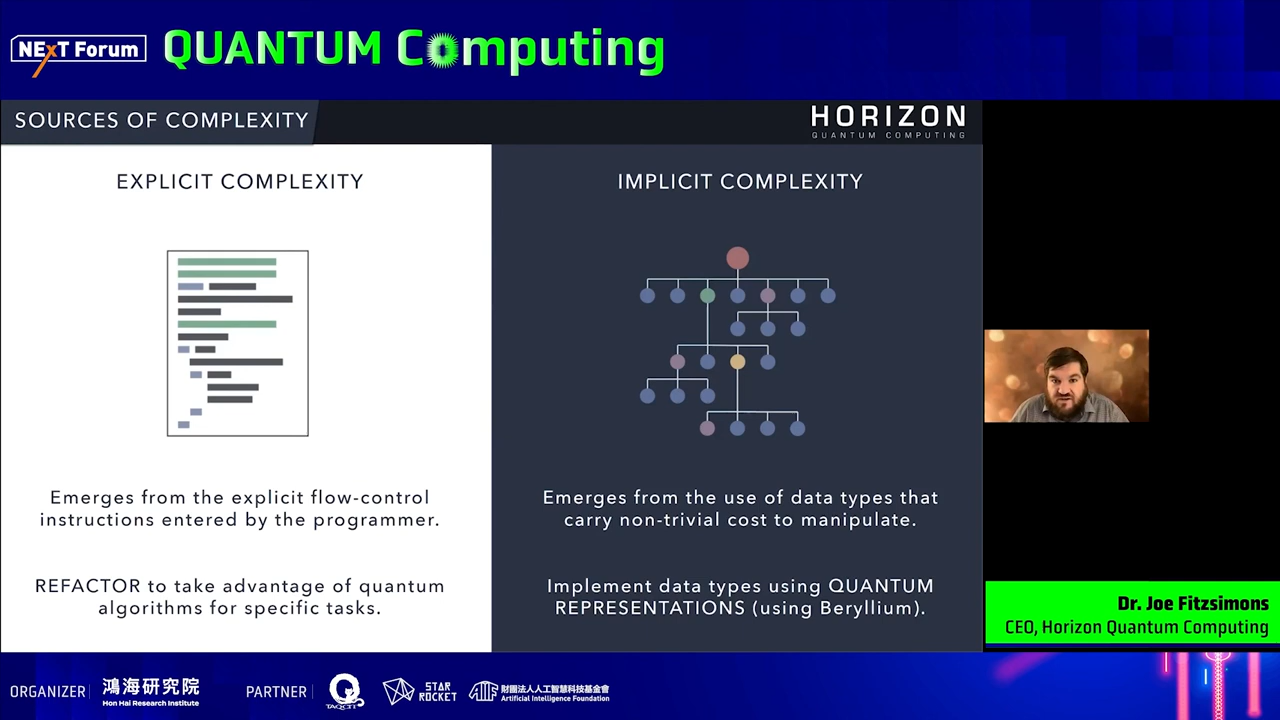 NExT Forum
QUANTUM Computing
SOURCES OF COMPLEXITY
HORIZON
QUANTUM COMPUTING
EXPLICIT COMPLEXITY
Emerges from the explicit flow-control
instructions entered by the programmer.
REFACTOR to take advantage of quantum
algorithms for specific tasks.
IMPLICIT COMPLEXITY
Emerges from the use of data types that
carry non-trivial cost to manipulate.
Implement data types using QUANTUM
REPRESENTATIONS (using Beryllium).
Dr. Joe Fitzsimons
CEO, Horizon Quantum Computing
ORGANIZER
鴻海研究院
Hon Hai Research Institute
PARTNER
STAR
ROCKET
AIF
財團法人人工智慧科技基金會
Artificial Intelligence Foundation